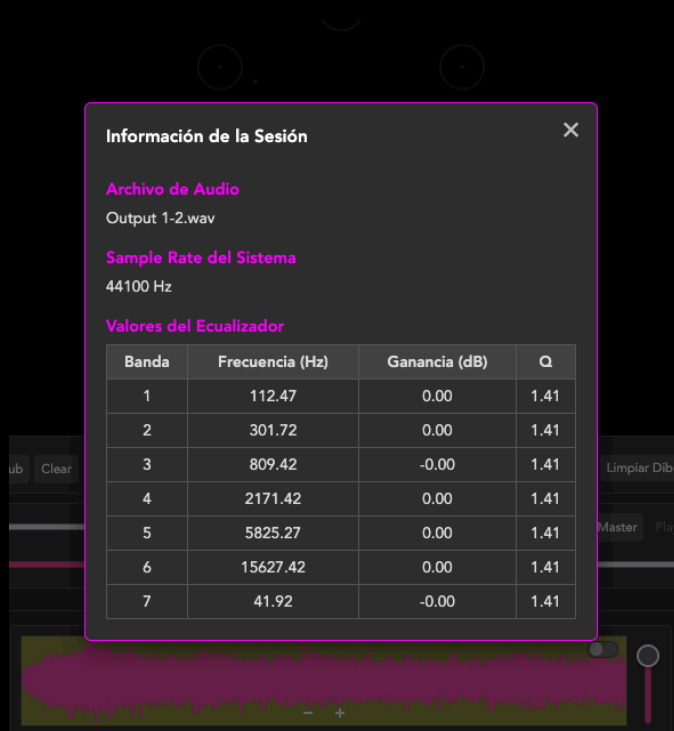 Información de la Sesión ✕
Archivo de Audio
Output 1-2.wav
Sample Rate del Sistema
44100 Hz
Valores del Ecualizador
Banda Frecuencia (Hz) Ganancia (dB) Q
1 112.47 0.00 1.41
2 301.72 0.00 1.41
3 809.42 -0.00 1.41
4 2171.42 0.00 1.41
5 5825.27 0.00 1.41
6 15627.42 0.00 1.41
7 41.92 -0.00 1.41
ub Clear Limpiar Dib
Master Pla
− +